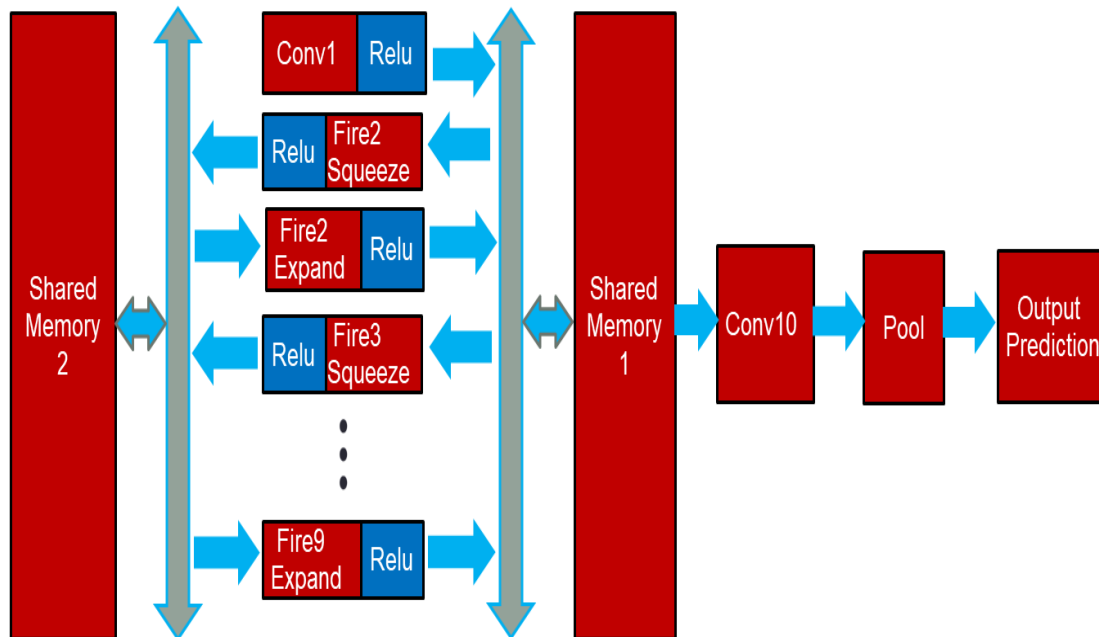 Shared
Memory
2
Conv1
Relu
Relu
Fire2
Squeeze
Fire2
Expand
Relu
Relu
Fire3
Squeeze
Fire9
Expand
Relu
Shared
Memory
1
Conv10
Pool
Output
Prediction